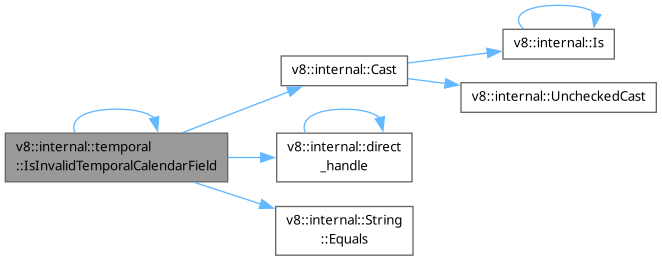 v8::internal::Is
v8::internal::Cast
v8::internal::UncheckedCast
v8::internal::temporal
::IsInvalidTemporalCalendarField
v8::internal::direct
_handle
v8::internal::String
::Equals